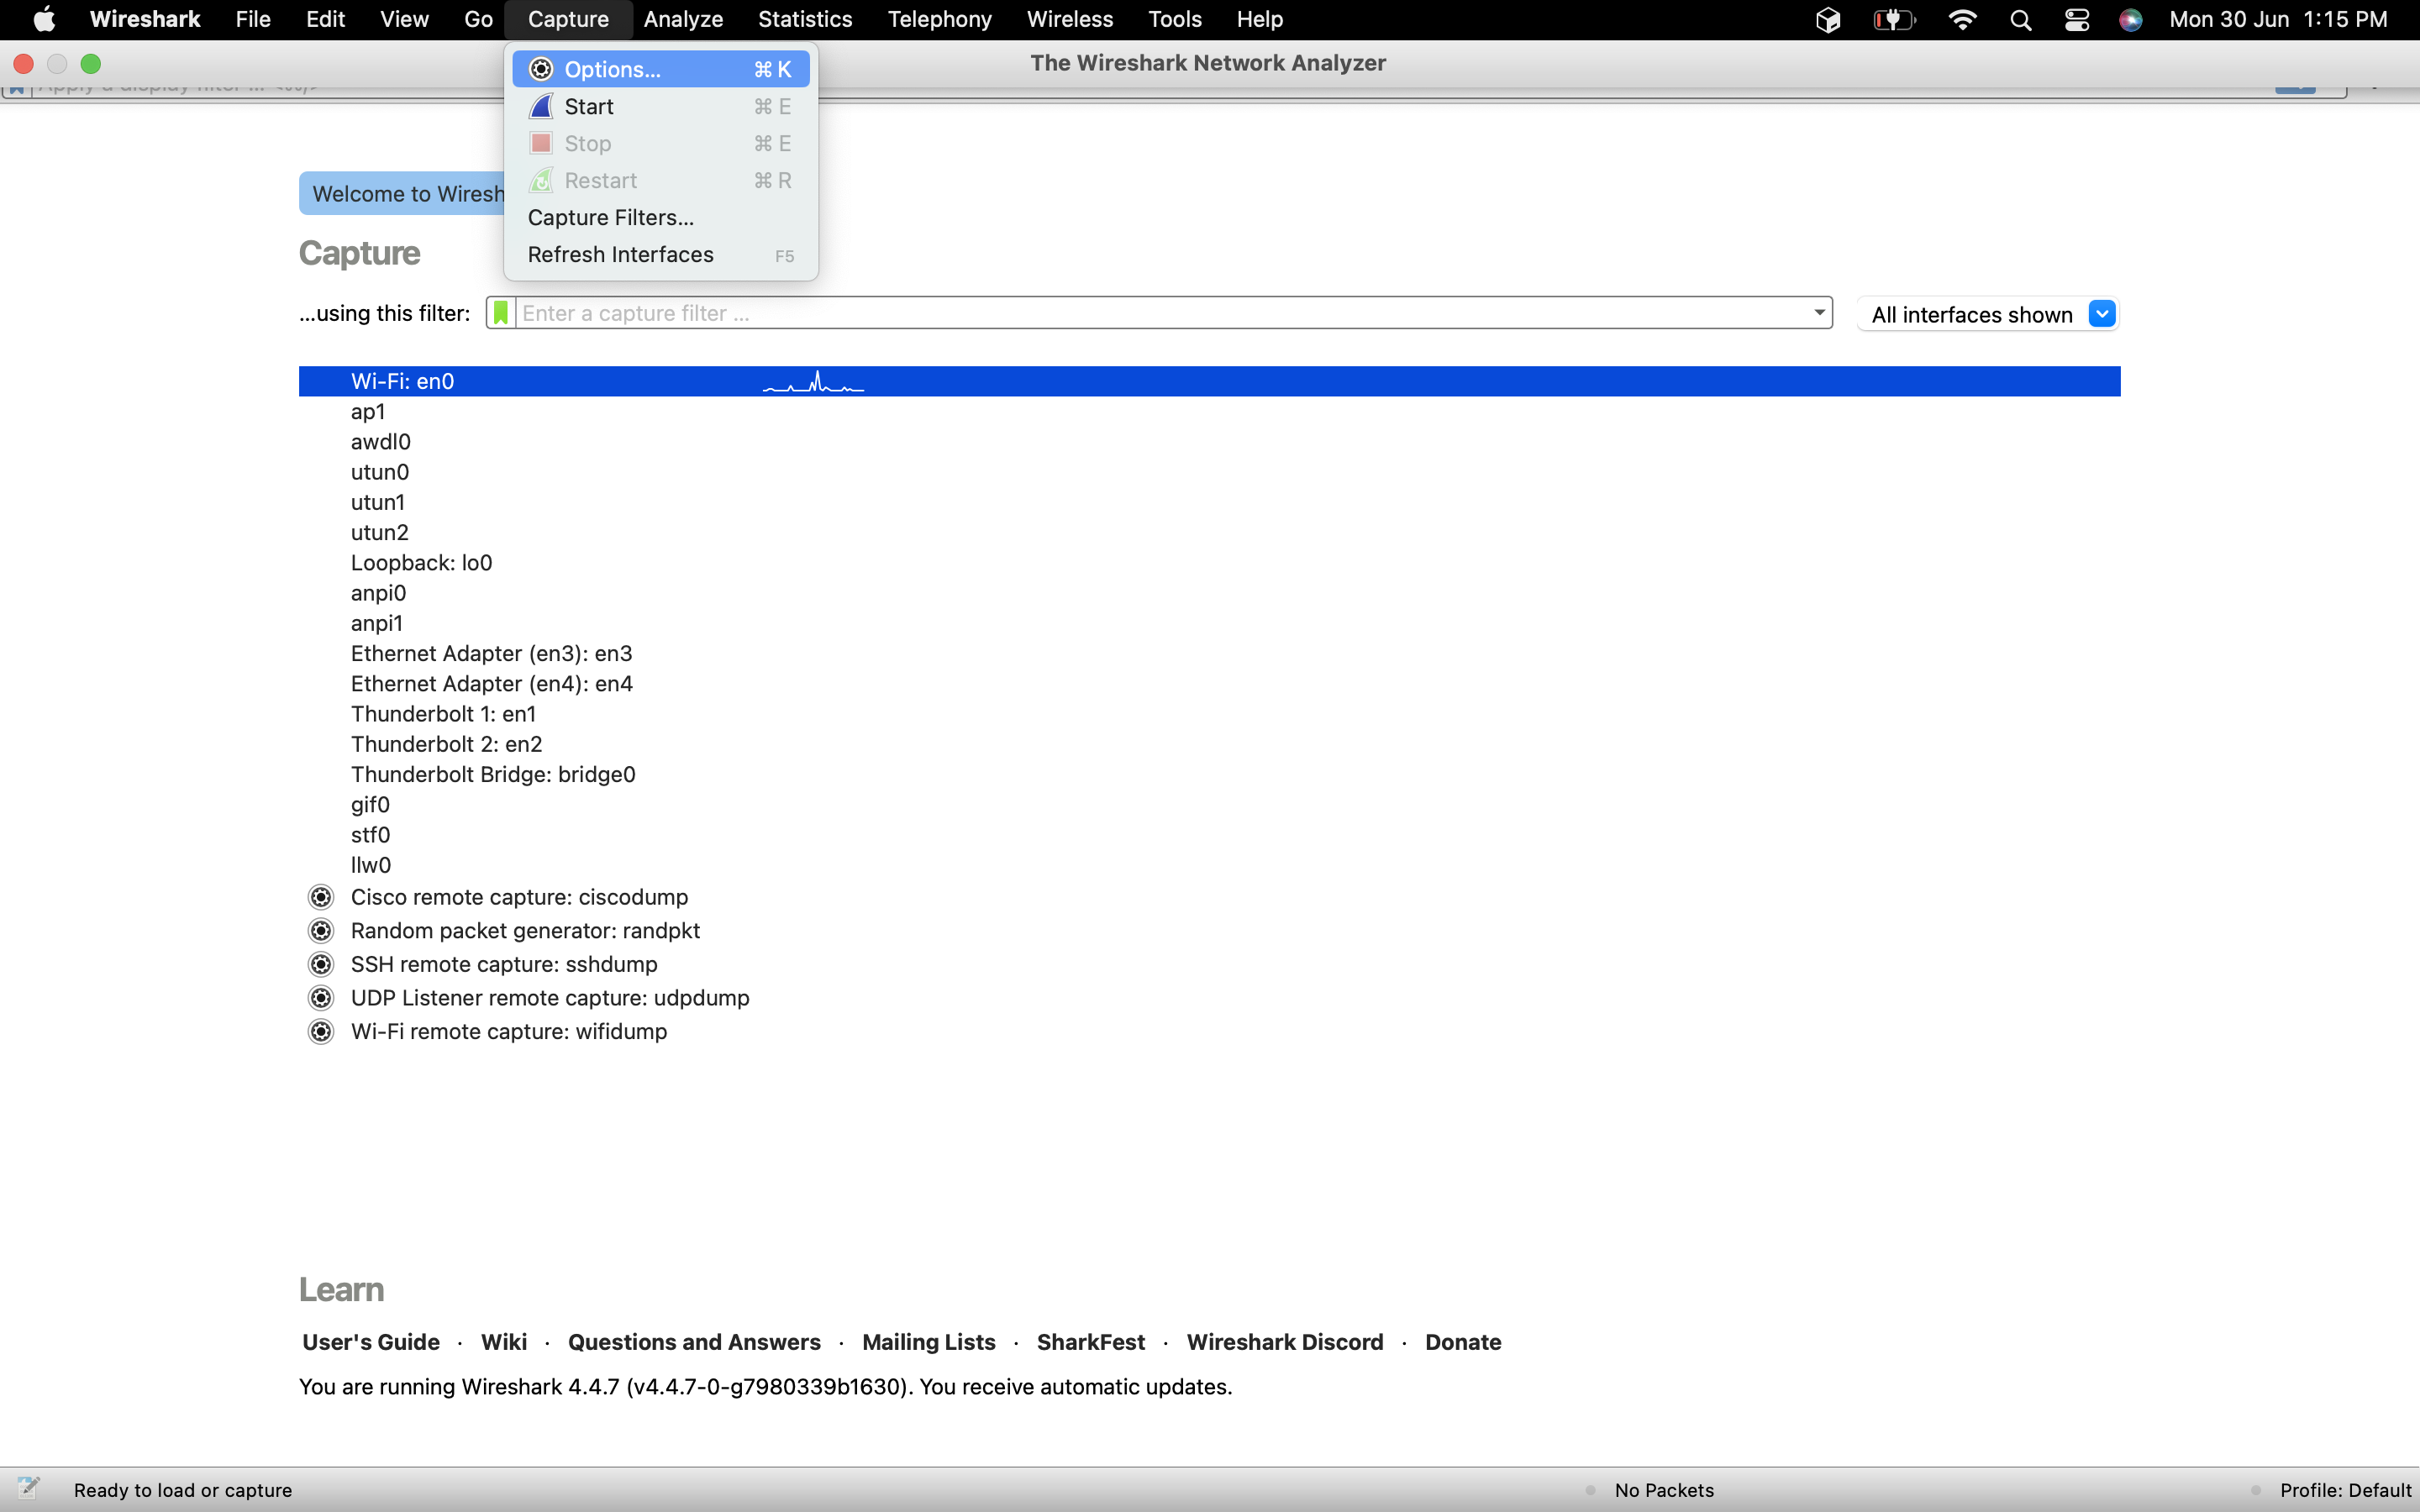 Wireshark File Edit View Go Capture Analyze Statistics Telephony Wireless Tools Help Mon 30 Jun 1:15 PM
The Wireshark Network Analyzer
Options... ⌘ K
Start ⌘ E
Stop ⌘ E
Restart ⌘ R
Capture Filters...
Refresh Interfaces F5
Apply a display filter ...
Welcome to Wiresh
Capture
...using this filter: Enter a capture filter ... All interfaces shown
Wi-Fi: en0
ap1
awdl0
utun0
utun1
utun2
Loopback: lo0
anpi0
anpi1
Ethernet Adapter (en3): en3
Ethernet Adapter (en4): en4
Thunderbolt 1: en1
Thunderbolt 2: en2
Thunderbolt Bridge: bridge0
gif0
stf0
llw0
Cisco remote capture: ciscodump
Random packet generator: randpkt
SSH remote capture: sshdump
UDP Listener remote capture: udpdump
Wi-Fi remote capture: wifidump
Learn
User's Guide · Wiki · Questions and Answers · Mailing Lists · SharkFest · Wireshark Discord · Donate
You are running Wireshark 4.4.7 (v4.4.7-0-g7980339b1630). You receive automatic updates.
Ready to load or capture No Packets Profile: Default